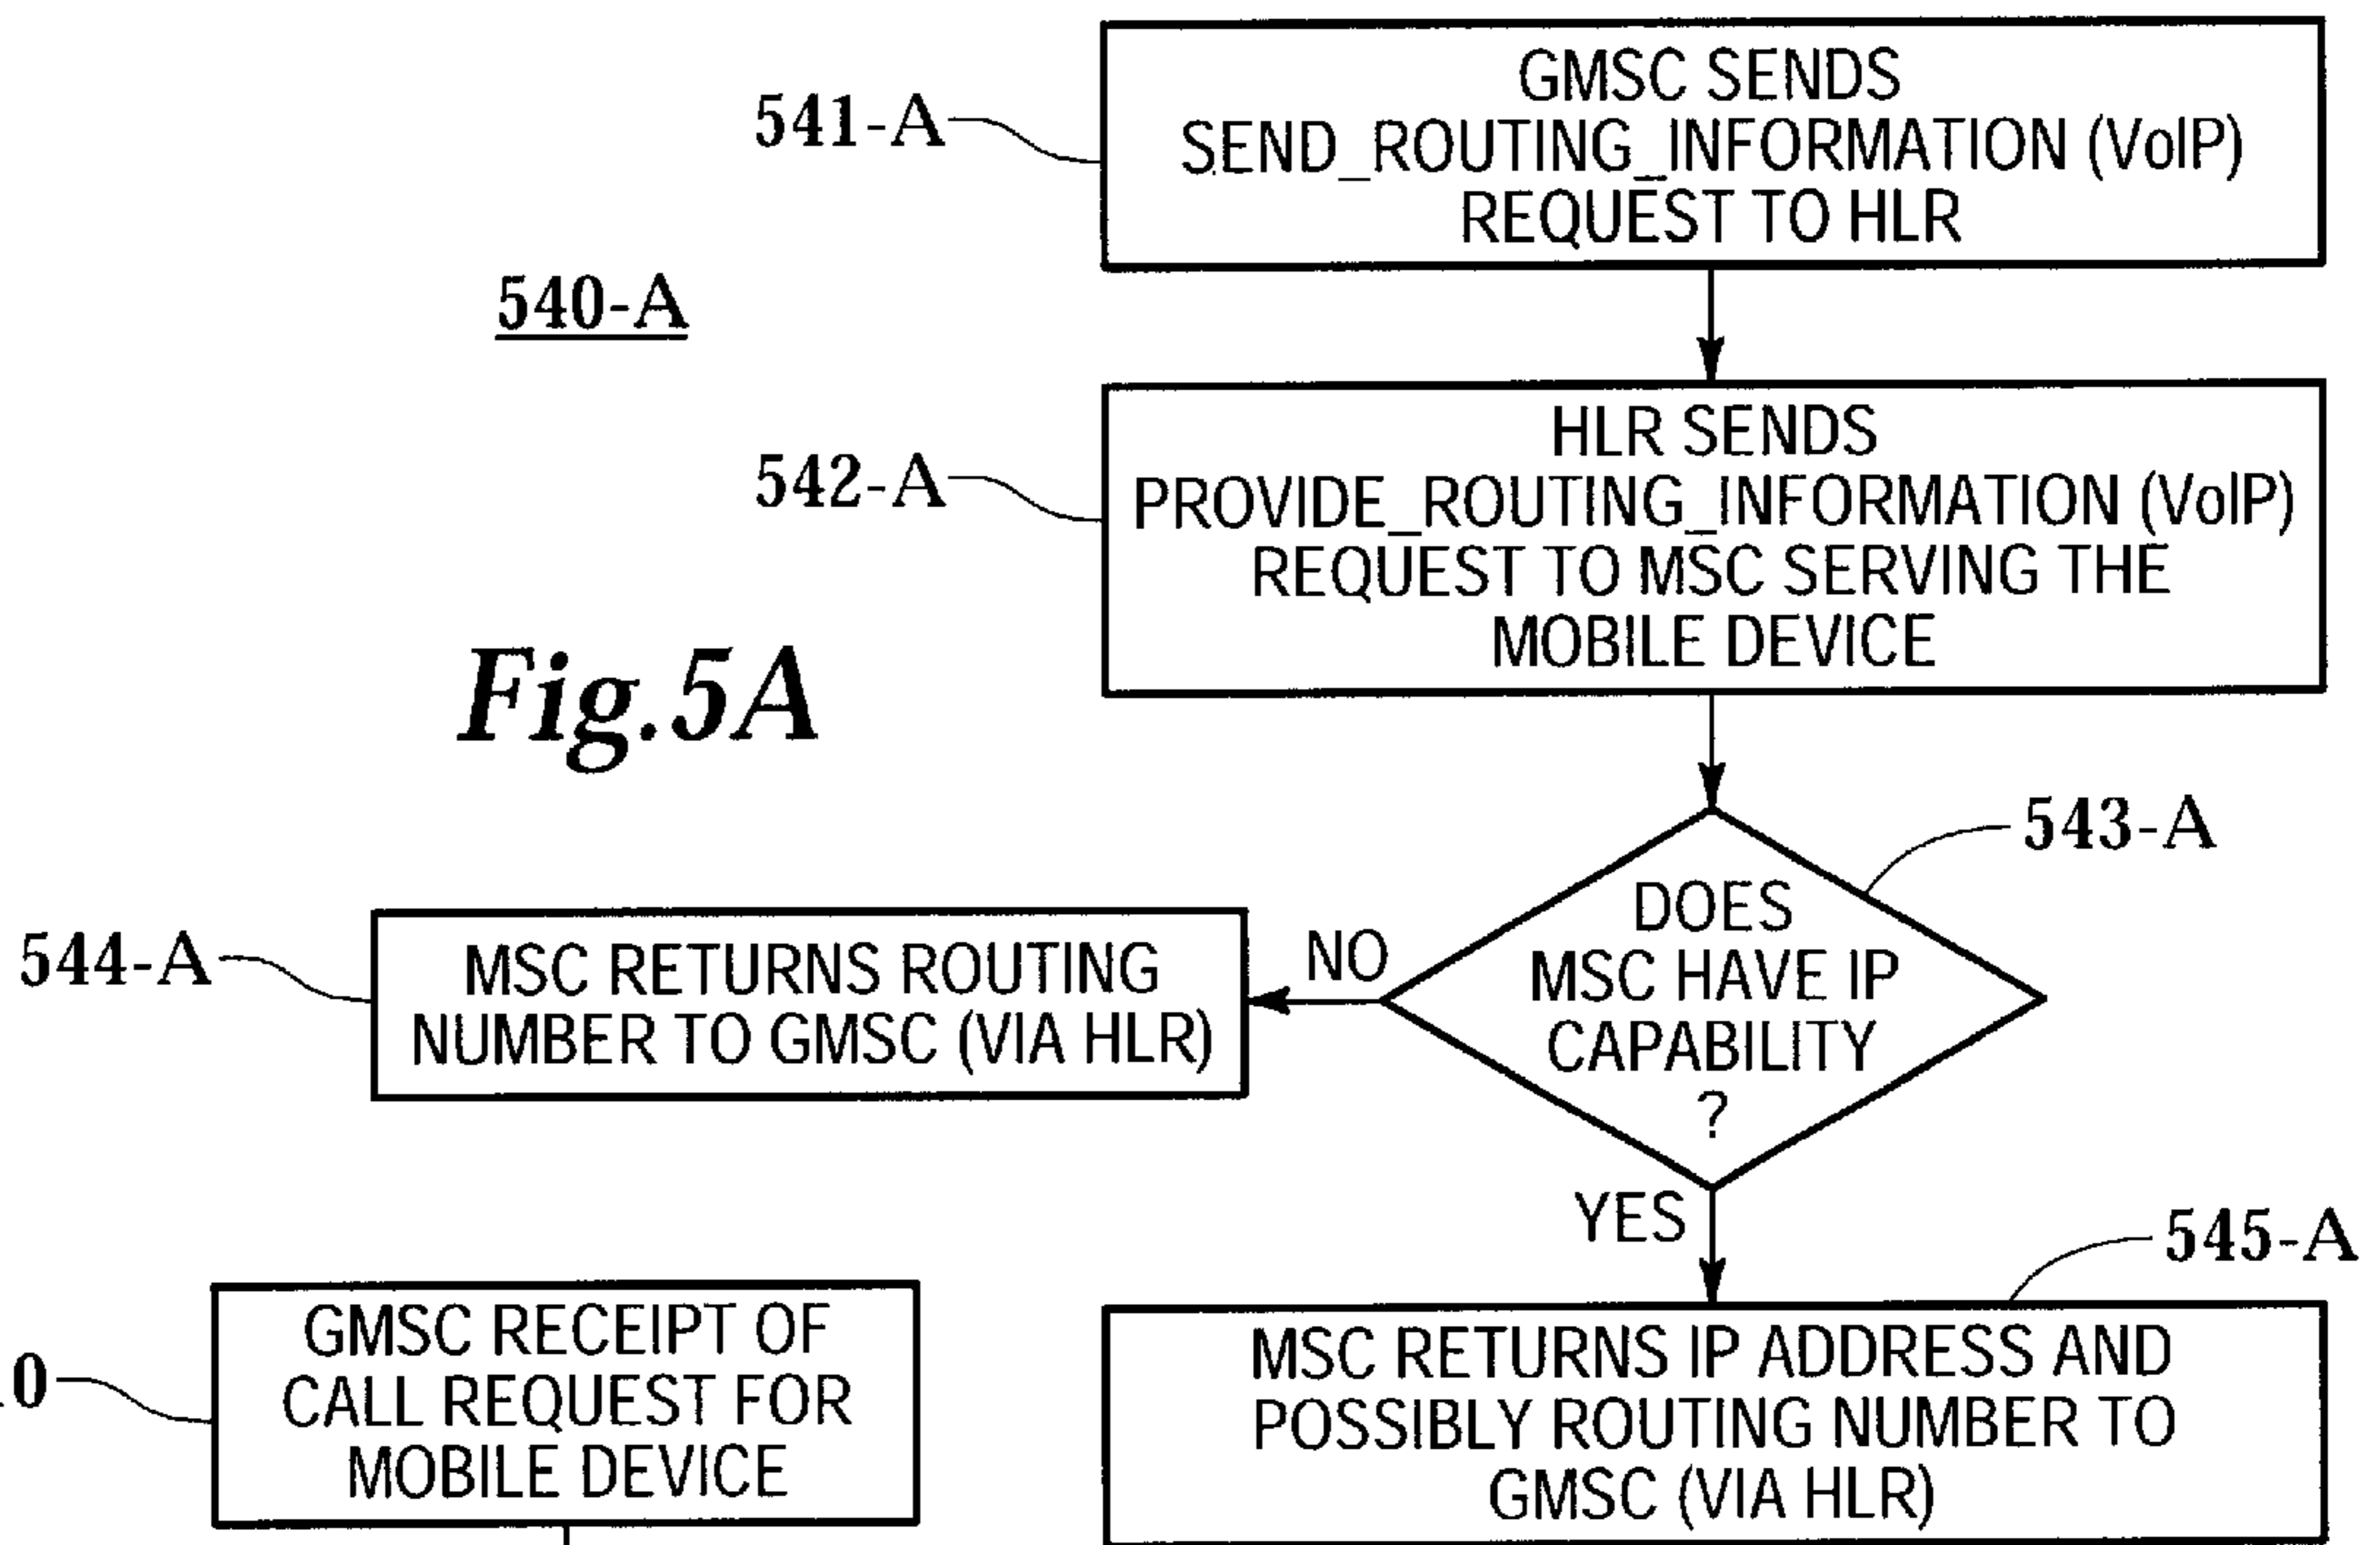 541-A
GMSC SENDS
SEND_ROUTING_INFORMATION (VoIP)
REQUEST TO HLR
540-A
542-A
HLR SENDS
PROVIDE_ROUTING_INFORMATION (VoIP)
REQUEST TO MSC SERVING THE
MOBILE DEVICE
Fig.5A
543-A
DOES
MSC HAVE IP
CAPABILITY
?
NO
544-A
MSC RETURNS ROUTING
NUMBER TO GMSC (VIA HLR)
YES
545-A
MSC RETURNS IP ADDRESS AND
POSSIBLY ROUTING NUMBER TO
GMSC (VIA HLR)
GMSC RECEIPT OF
CALL REQUEST FOR
MOBILE DEVICE